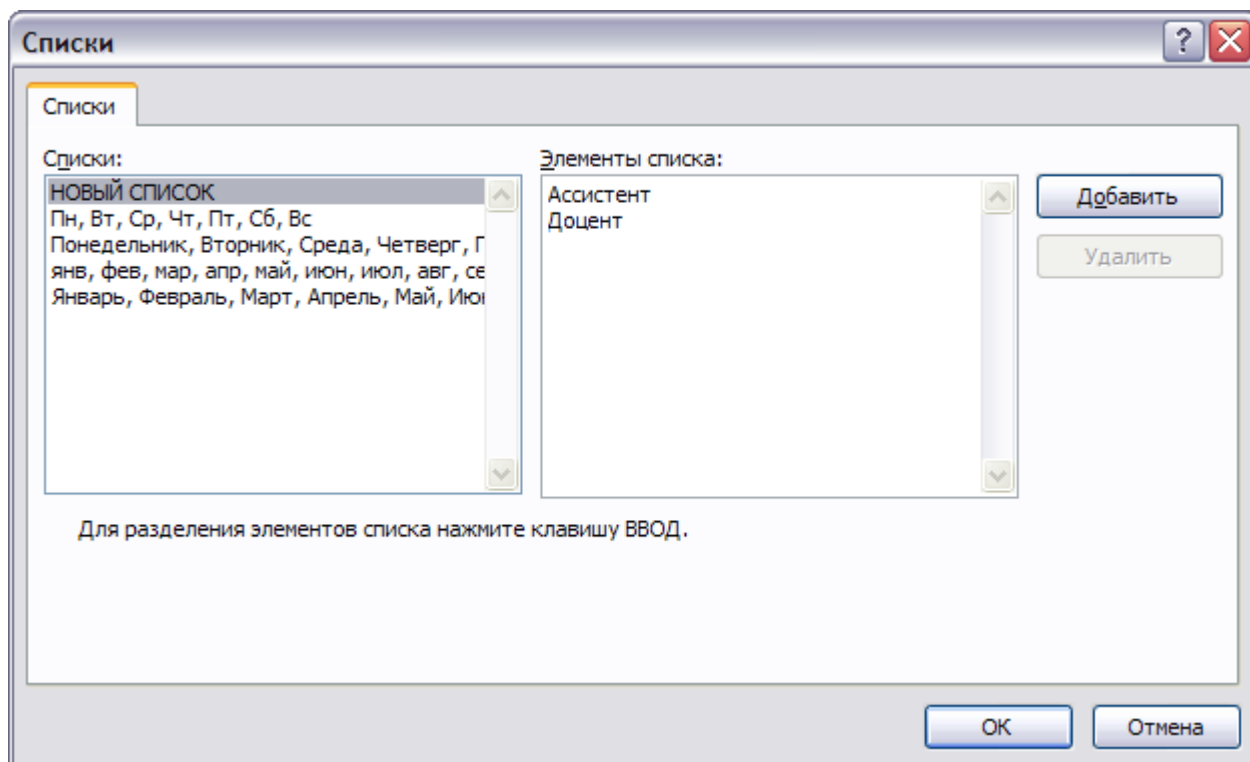 Списки
Списки
Списки:
НОВЫЙ СПИСОК
Пн, Вт, Ср, Чт, Пт, Сб, Вс
Понедельник, Вторник, Среда, Четверг, П
янв, фев, мар, апр, май, июн, июл, авг, се
Январь, Февраль, Март, Апрель, Май, Июн
Элементы списка:
Ассистент
Доцент
Добавить
Удалить
Для разделения элементов списка нажмите клавишу ВВОД.
ОК
Отмена